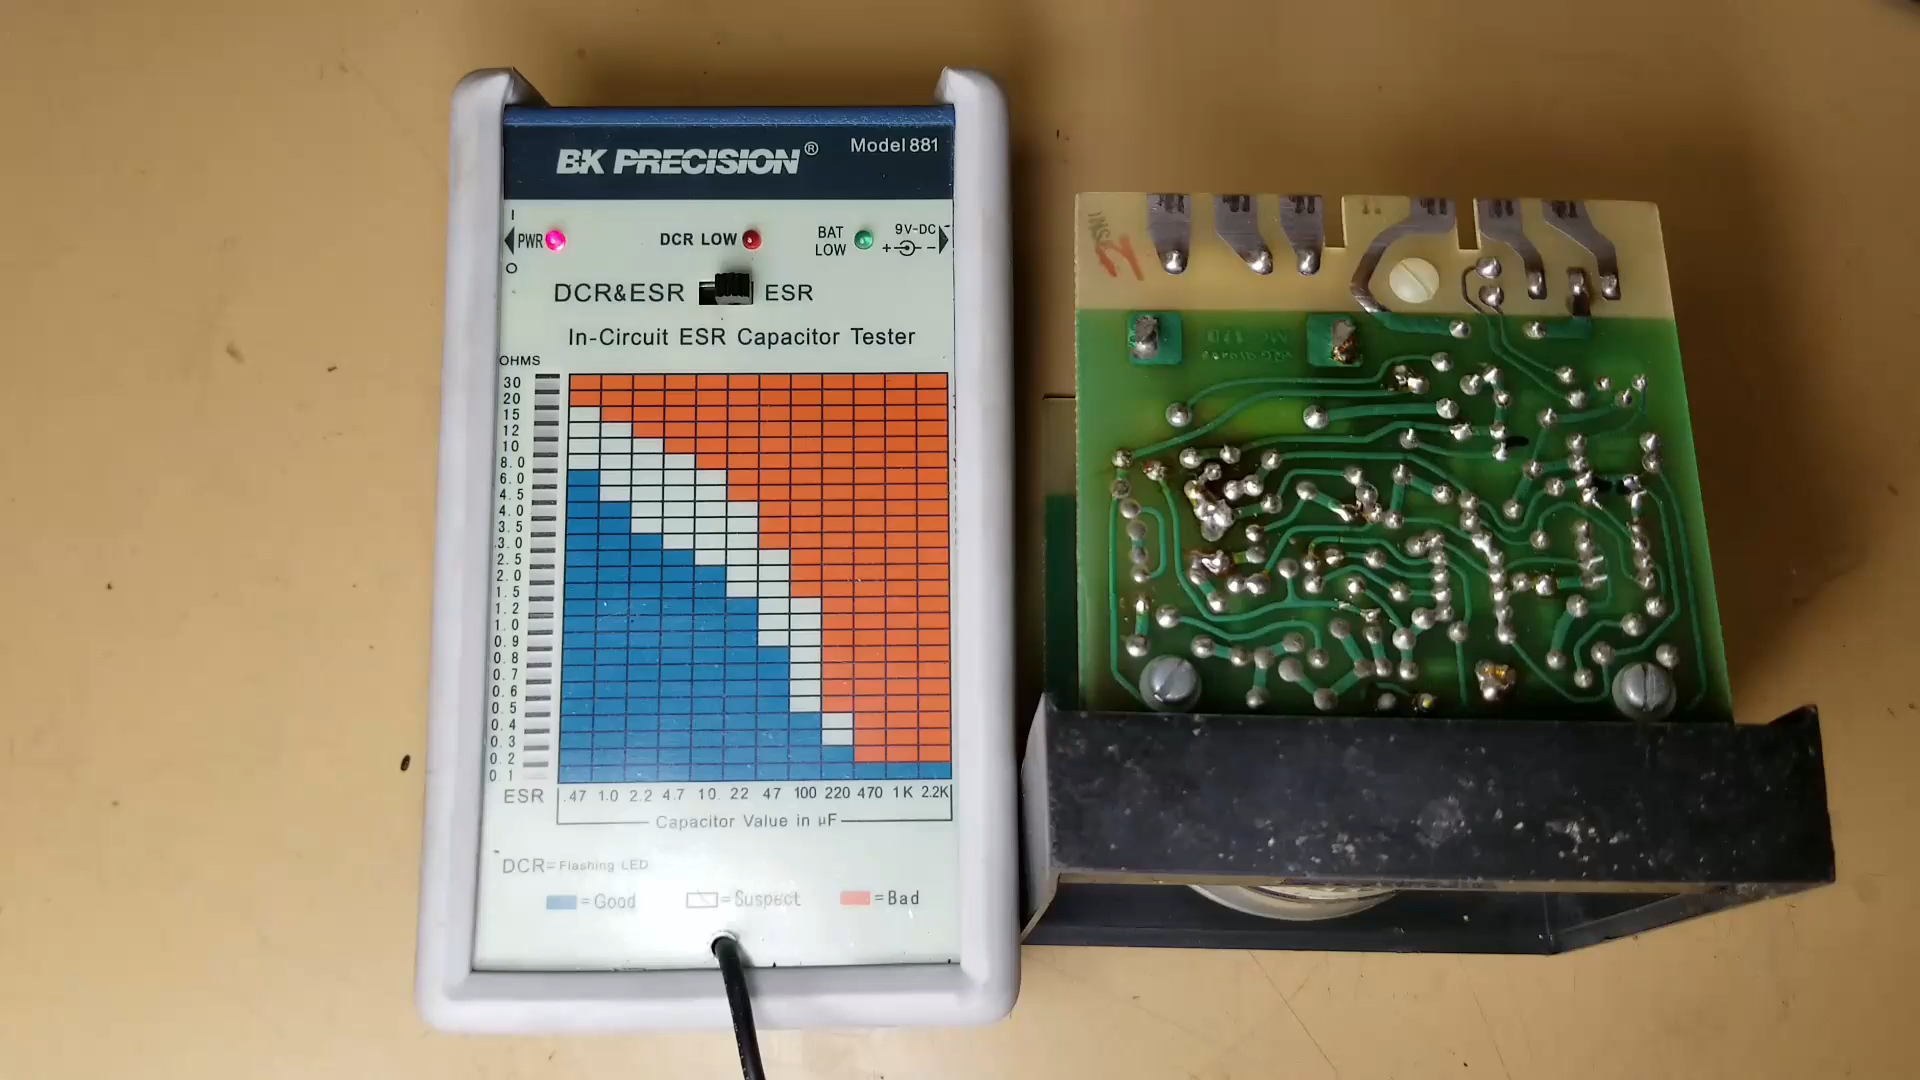 B&K PRECISION®
Model 881
PWR
I
O
DCR LOW
BAT LOW
9V-DC
+ −
DCR&ESR
ESR
In-Circuit ESR Capacitor Tester
OHMS
30
20
15
12
10
8.0
6.0
4.5
4.0
3.5
3.0
2.5
2.0
1.5
1.2
1.0
0.9
0.8
0.7
0.6
0.5
0.4
0.3
0.2
0.1
ESR
.47 1.0 2.2 4.7 10. 22 47 100 220 470 1K 2.2K
Capacitor Value in µF
DCR= Flashing LED
=Good =Suspect =Bad